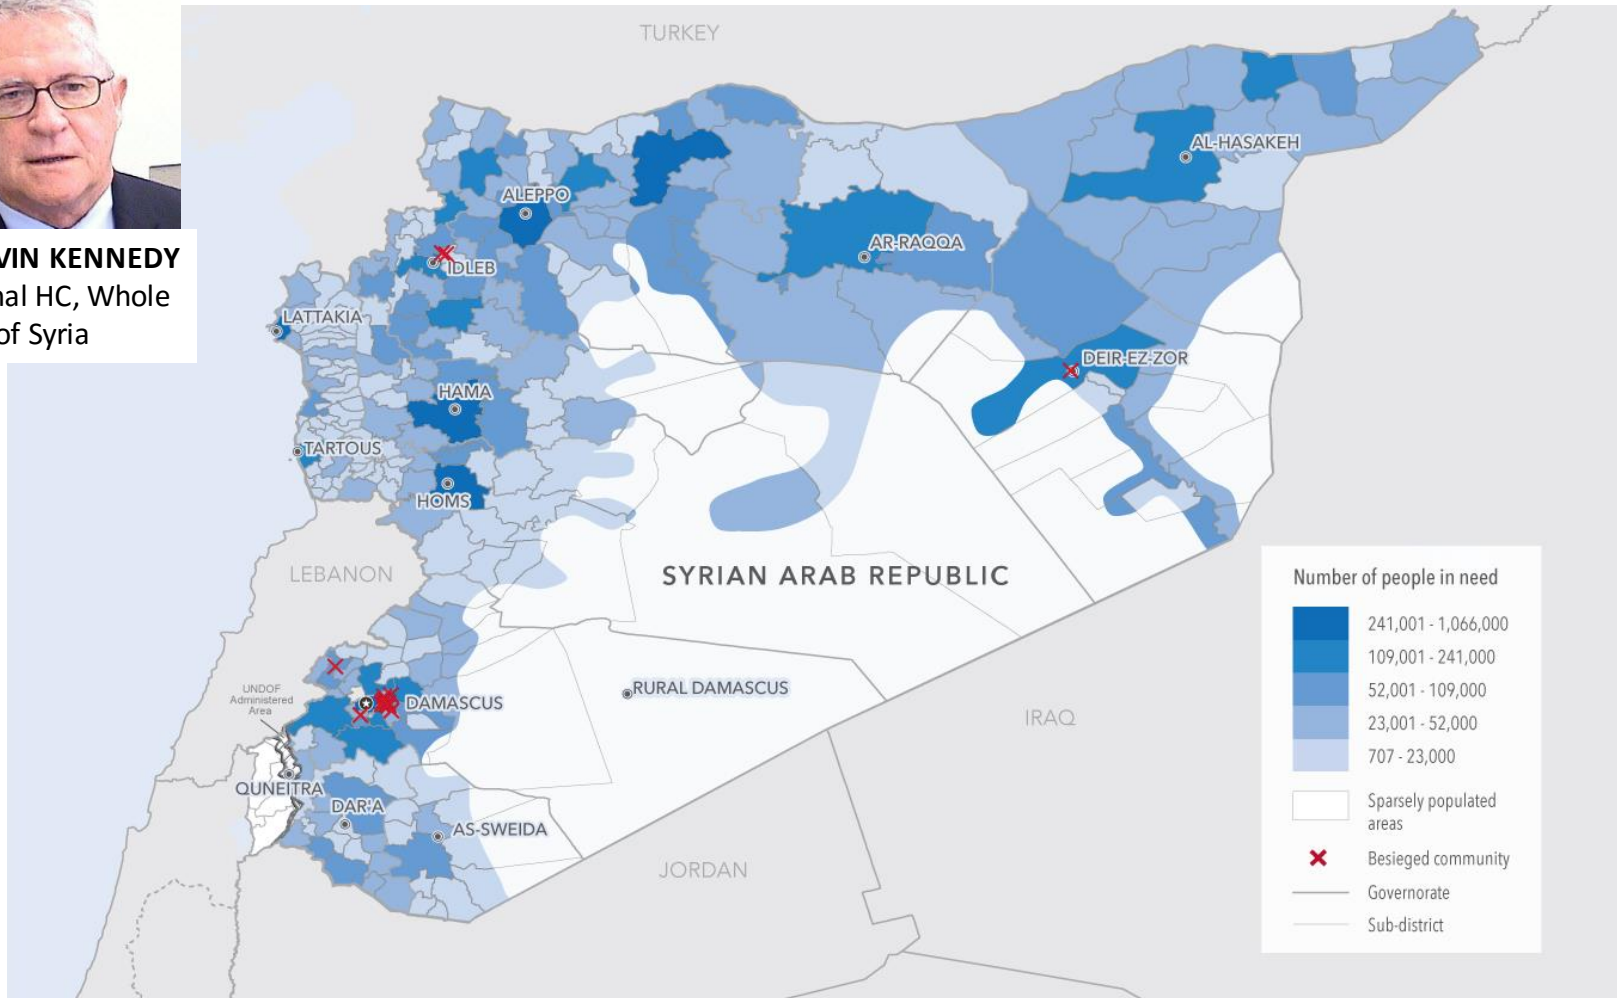 TURKEY
VIN KENNEDY
nal HC, Whole
of Syria
AL-HASAKEH
ALEPPO
AR-RAQQA
IDLEB
LATTAKIA
DEIR-EZ-ZOR
HAMA
TARTOUS
HOMS
SYRIAN ARAB REPUBLIC
LEBANON
UNDOF
Administered
Area
DAMASCUS
RURAL DAMASCUS
IRAQ
QUNEITRA
DAR'A
AS-SWEIDA
JORDAN
Number of people in need
241,001 - 1,066,000
109,001 - 241,000
52,001 - 109,000
23,001 - 52,000
707 - 23,000
Sparsely populated
areas
Besieged community
Governorate
Sub-district